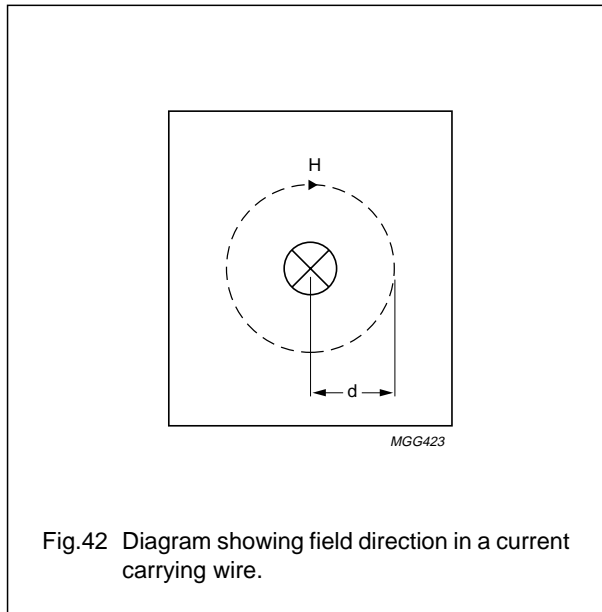 H
d
MGG423
Fig.42 Diagram showing field direction in a current
carrying wire.